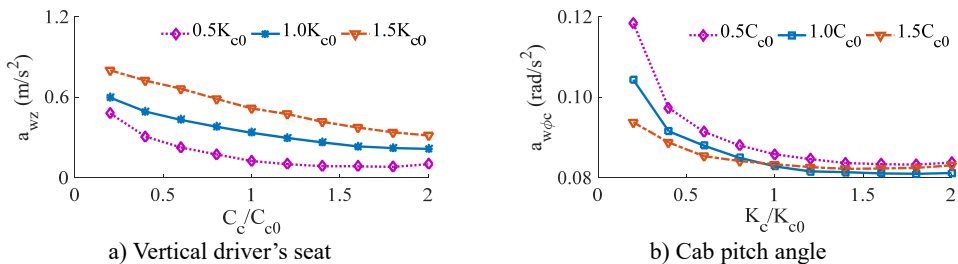 1.2
0.5K_c0 1.0K_c0 1.5K_c0
0.6
0
a_wz (m/s²)
0 0.5 1 1.5 2
C_c/C_c0
a) Vertical driver's seat
0.12
0.5C_c0 1.0C_c0 1.5C_c0
0.10
0.08
a_wϕc (rad/s²)
0 0.5 1 1.5 2
K_c/K_c0
b) Cab pitch angle